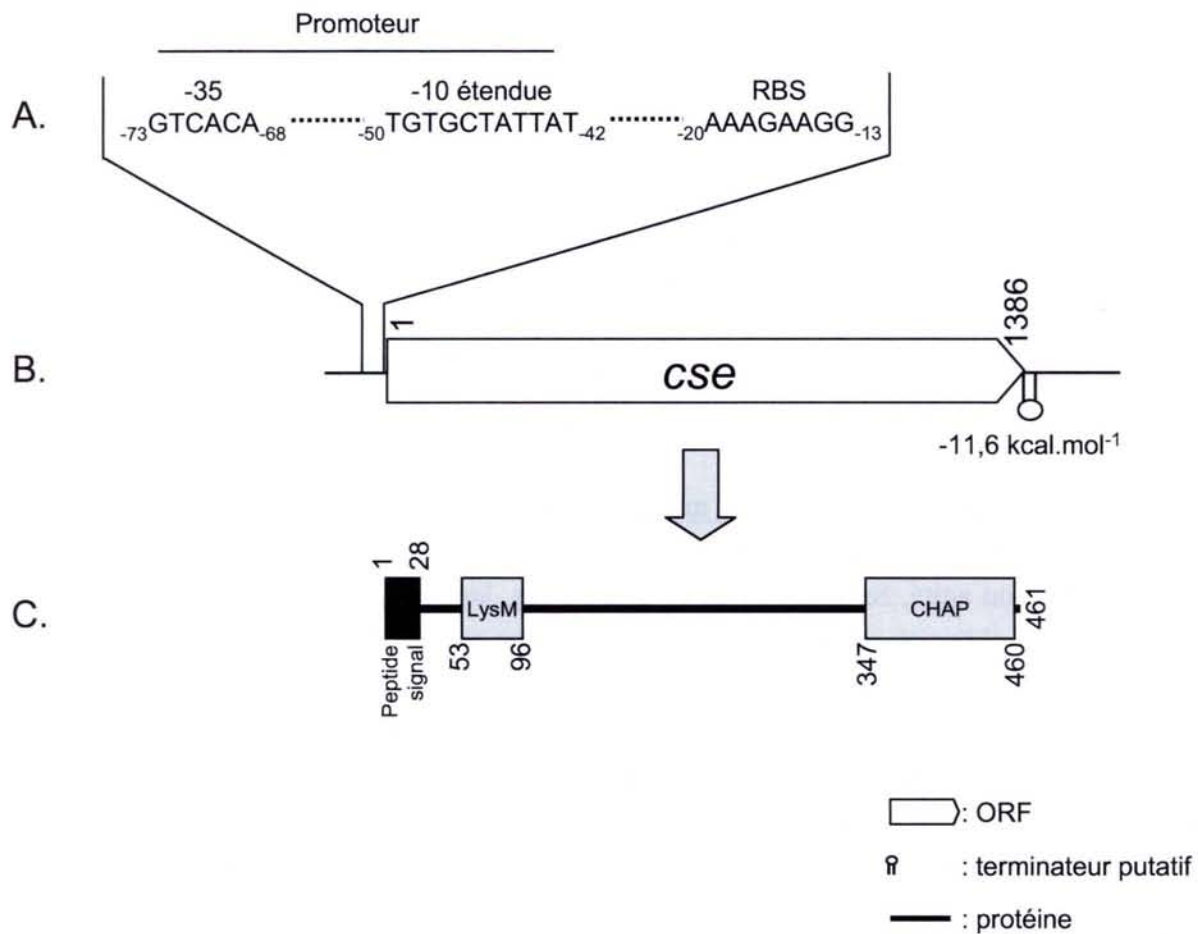 Promoteur
A.
-35 -10 étendue RBS
-73GTCACA-68 -50TGTGCTATTAT-42 -20AAAGAAGG-13
B.
1
cse
1386
-11,6 kcal.mol-1
C.
1
28
Peptide
signal
53
LysM
96
347
CHAP
460
461
: ORF
: terminateur putatif
: protéine